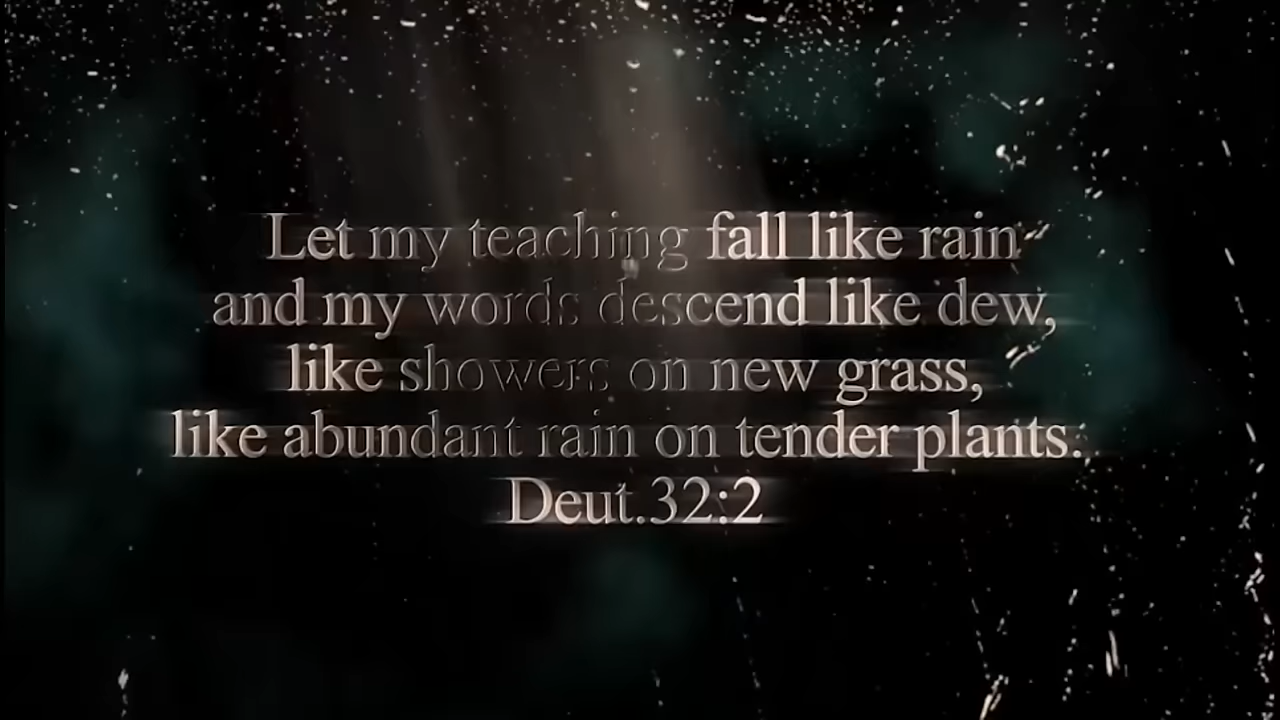 Let my teaching fall like rain
and my words descend like dew,
like showers on new grass,
like abundant rain on tender plants.
Deut.32:2